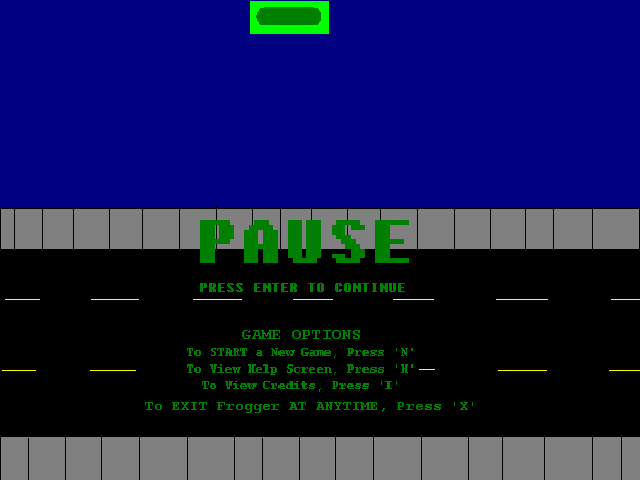 PAUSE
PRESS ENTER TO CONTINUE
GAME OPTIONS
To START a New Game, Press 'N'
To View Help Screen, Press 'H'
To View Credits, Press 'I'
To EXIT Frogger AT ANYTIME, Press 'X'